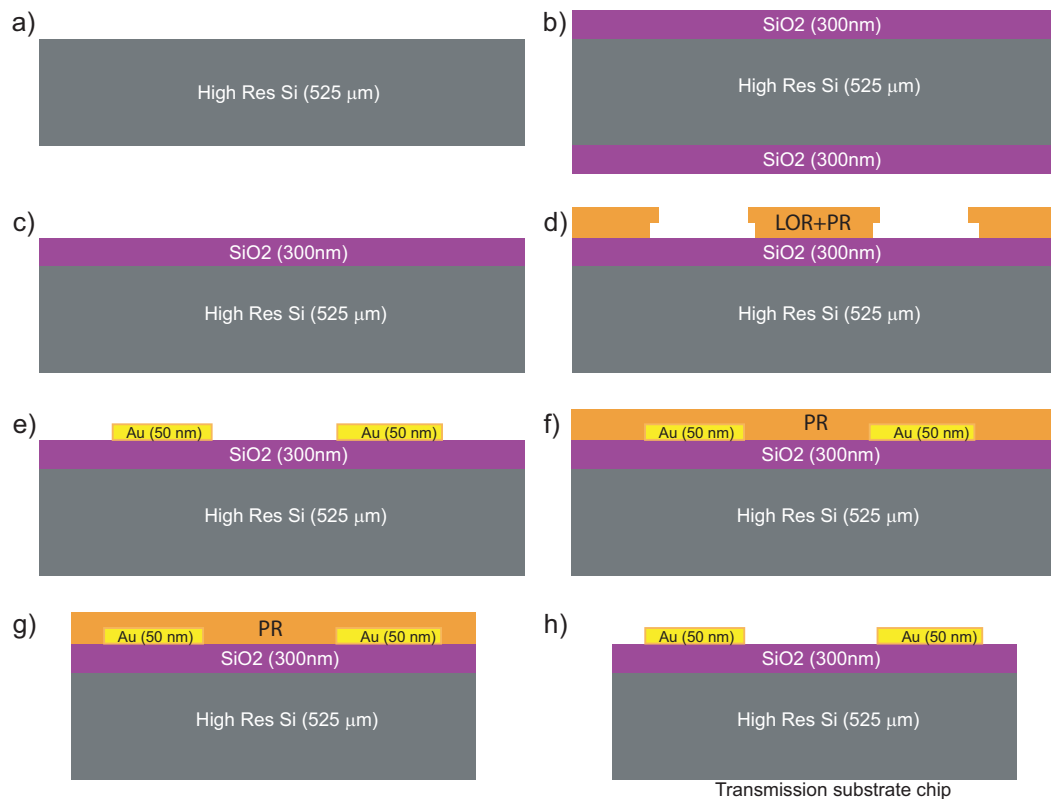 a)
High Res Si (525 μm)
b)
SiO2 (300nm)
High Res Si (525 μm)
SiO2 (300nm)
c)
SiO2 (300nm)
High Res Si (525 μm)
d)
LOR+PR
SiO2 (300nm)
High Res Si (525 μm)
e)
Au (50 nm)
Au (50 nm)
SiO2 (300nm)
High Res Si (525 μm)
f)
PR
Au (50 nm)
Au (50 nm)
SiO2 (300nm)
High Res Si (525 μm)
g)
PR
Au (50 nm)
Au (50 nm)
SiO2 (300nm)
High Res Si (525 μm)
h)
Au (50 nm)
Au (50 nm)
SiO2 (300nm)
High Res Si (525 μm)
Transmission substrate chip